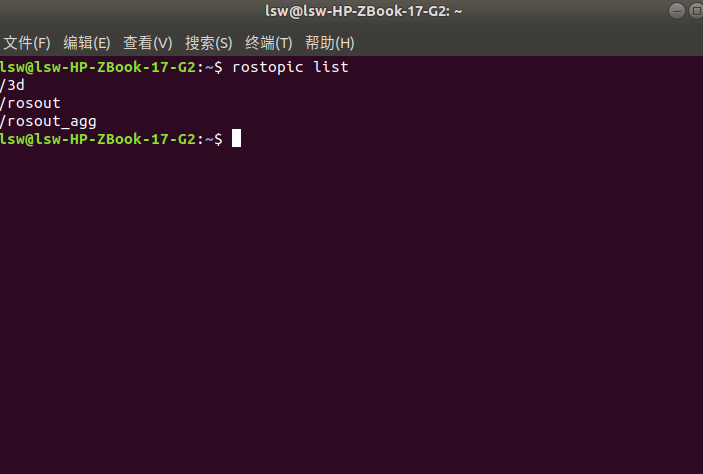 lsw@lsw-HP-ZBook-17-G2: ~
文件(F) 编辑(E) 查看(V) 搜索(S) 终端(T) 帮助(H)
lsw@lsw-HP-ZBook-17-G2:~$ rostopic list
/3d
/rosout
/rosout_agg
lsw@lsw-HP-ZBook-17-G2:~$